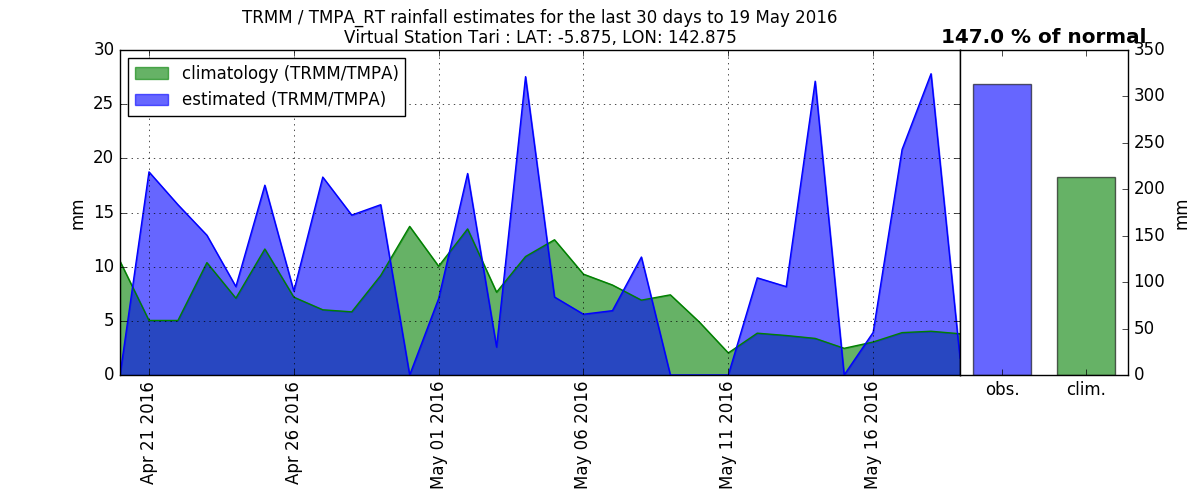 TRMM / TMPA_RT rainfall estimates for the last 30 days to 19 May 2016
Virtual Station Tari : LAT: -5.875, LON: 142.875
147.0 % of normal
climatology (TRMM/TMPA)
estimated (TRMM/TMPA)
30
25
20
15
10
5
0
mm
Apr 21 2016
Apr 26 2016
May 01 2016
May 06 2016
May 11 2016
May 16 2016
350
300
250
200
150
100
50
0
mm
obs.
clim.